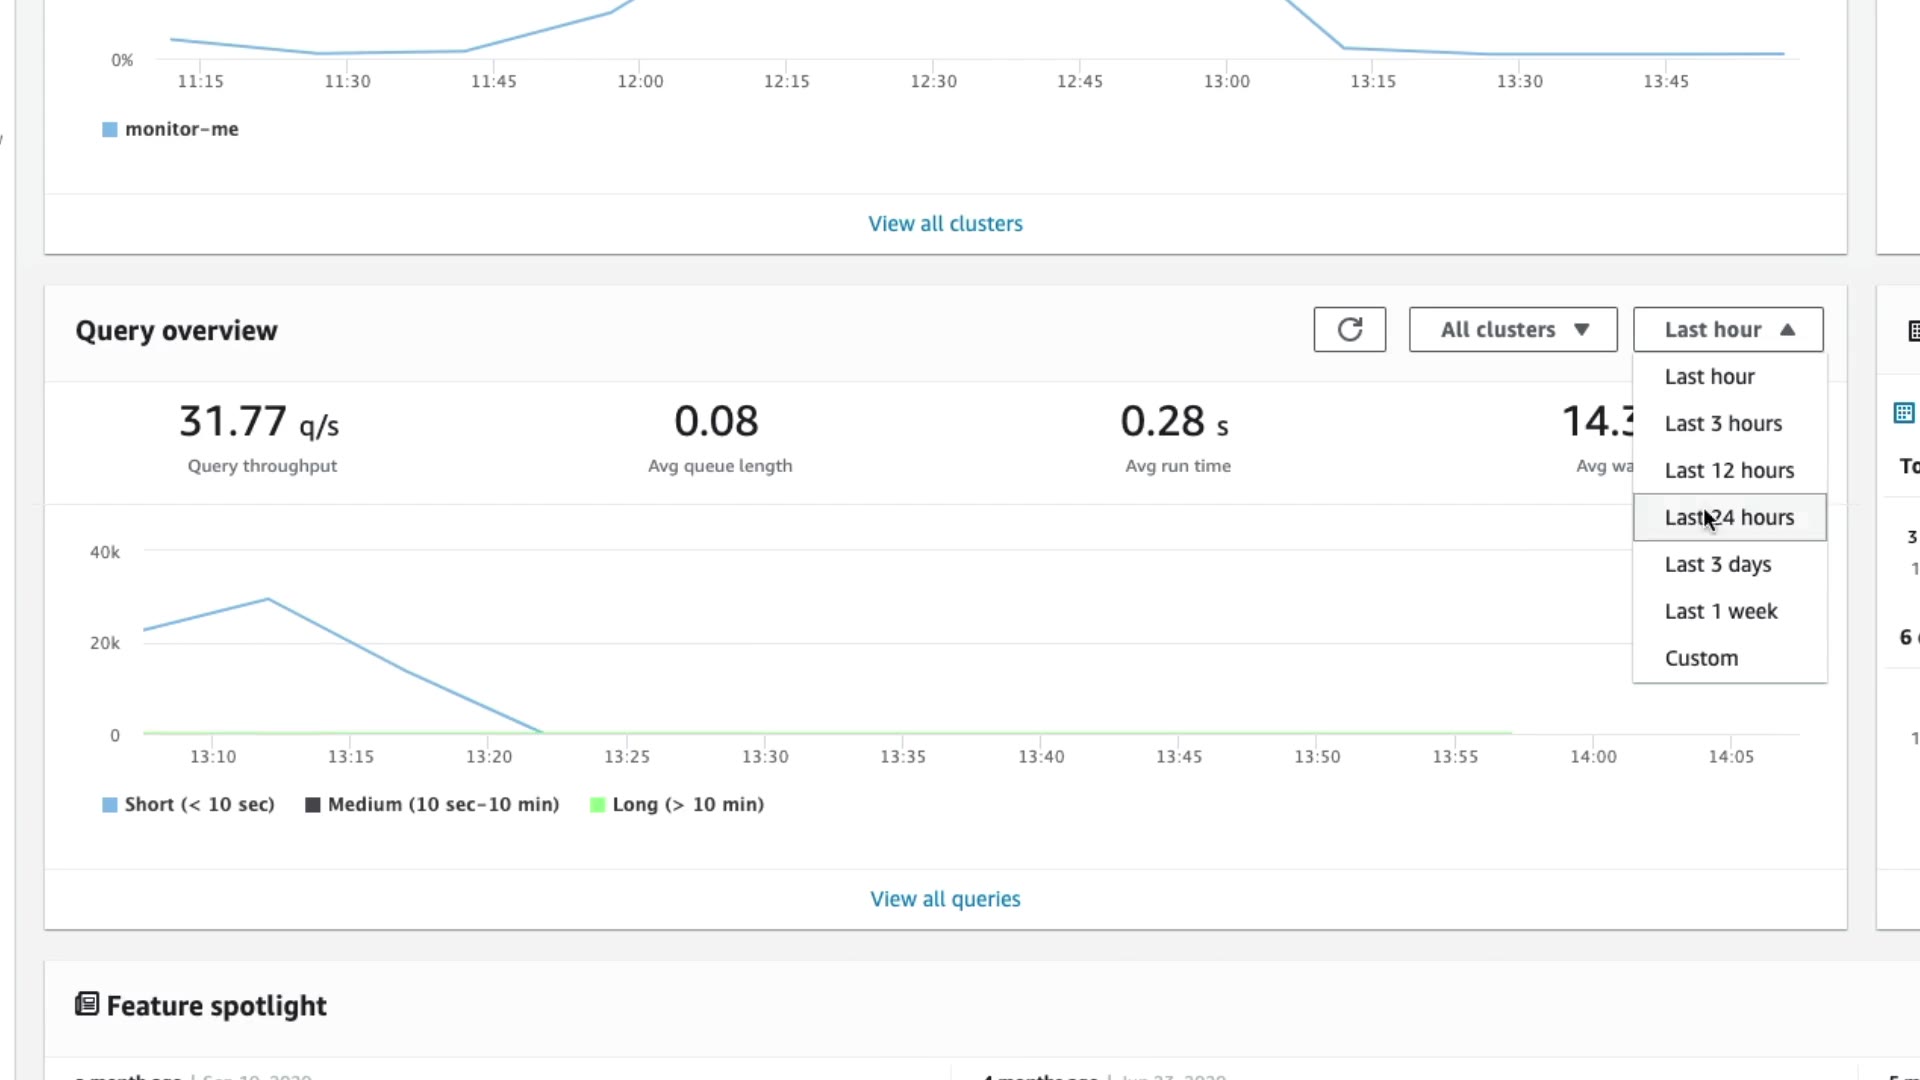 0%
11:15 11:30 11:45 12:00 12:15 12:30 12:45 13:00 13:15 13:30 13:45
monitor-me
View all clusters
Query overview
All clusters
Last hour
Last hour
Last 3 hours
Last 12 hours
Last 24 hours
Last 3 days
Last 1 week
Custom
31.77 q/s 0.08 0.28 s 14.3
Query throughput Avg queue length Avg run time Avg wa
To
3
1
6
1
40k
20k
0
13:10 13:15 13:20 13:25 13:30 13:35 13:40 13:45 13:50 13:55 14:00 14:05
Short (< 10 sec) Medium (10 sec-10 min) Long (> 10 min)
View all queries
Feature spotlight